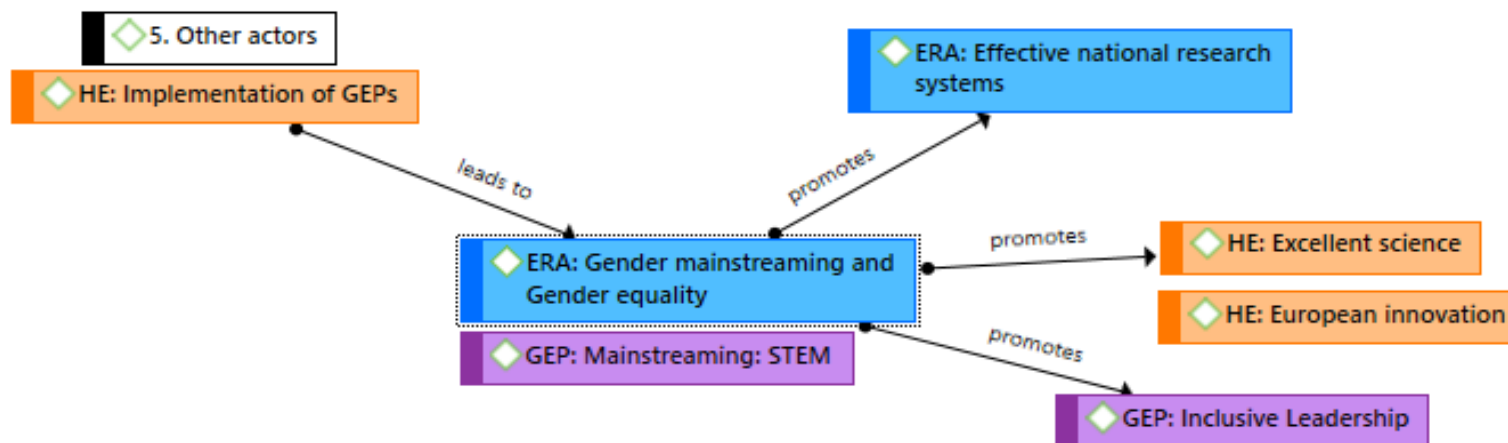 5. Other actors
HE: Implementation of GEPs
ERA: Effective national research
systems
leads to
promotes
ERA: Gender mainstreaming and
Gender equality
promotes
HE: Excellent science
HE: European innovation
GEP: Mainstreaming: STEM
promotes
GEP: Inclusive Leadership